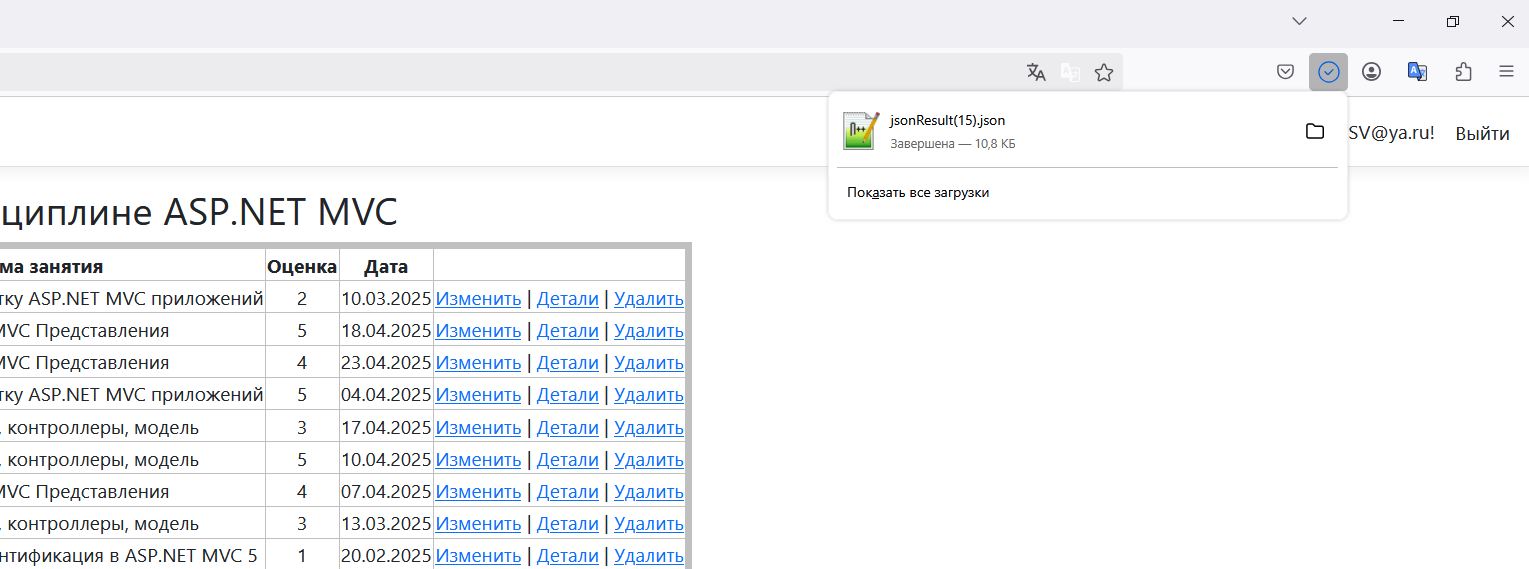 jsonResult(15).json
Завершена — 10,8 КБ
Показать все загрузки
SV@ya.ru! Выйти
циплине ASP.NET MVC
ма занятия Оценка Дата
тку ASP.NET MVC приложений 2 10.03.2025 Изменить | Детали | Удалить
MVC Представления 5 18.04.2025 Изменить | Детали | Удалить
MVC Представления 4 23.04.2025 Изменить | Детали | Удалить
тку ASP.NET MVC приложений 5 04.04.2025 Изменить | Детали | Удалить
, контроллеры, модель 3 17.04.2025 Изменить | Детали | Удалить
, контроллеры, модель 5 10.04.2025 Изменить | Детали | Удалить
MVC Представления 4 07.04.2025 Изменить | Детали | Удалить
, контроллеры, модель 3 13.03.2025 Изменить | Детали | Удалить
нтификация в ASP.NET MVC 5 1 20.02.2025 Изменить | Детали | Удалить